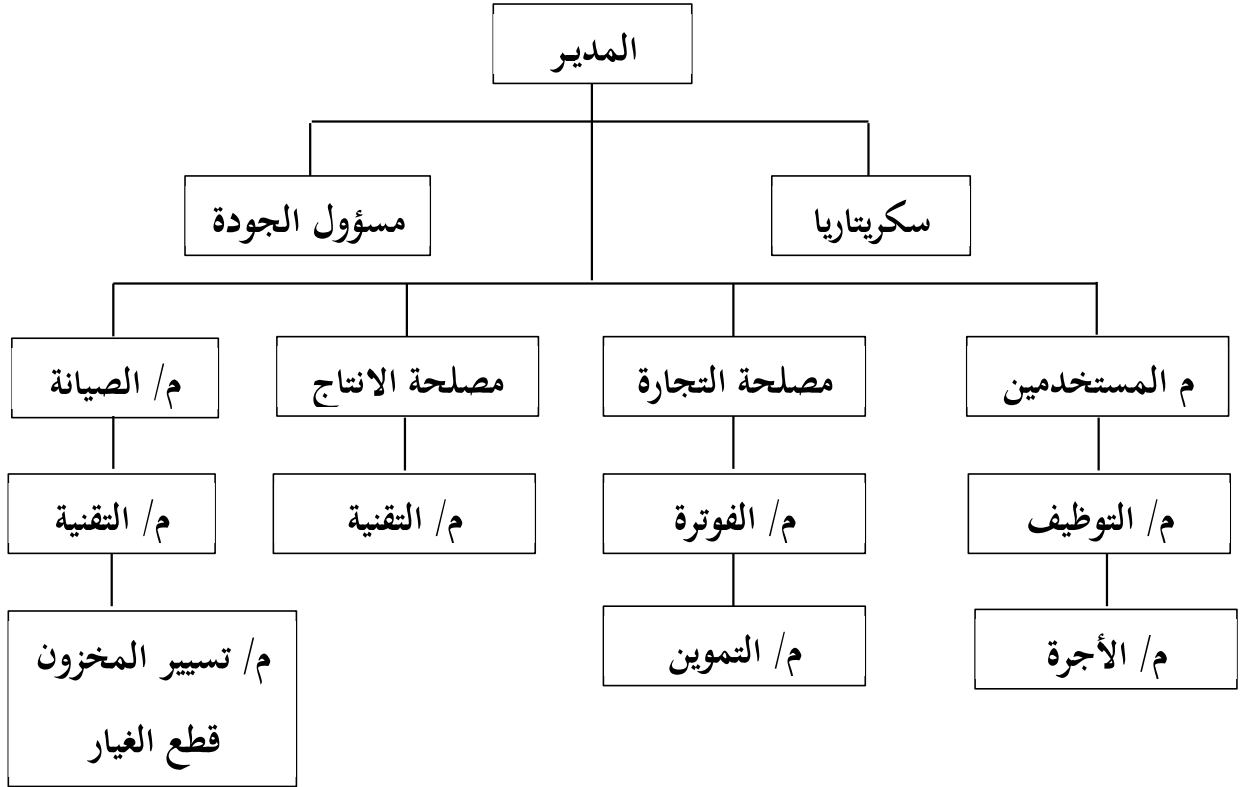 المدير
سكريتاريا
مسؤول الجودة
م المستخدمين
مصلحة التجارة
مصلحة الانتاج
م/ الصيانة
م/ التوظيف
م/ الفوترة
م/ التقنية
م/ التقنية
م/ الأجرة
م/ التموين
م/ تسيير المخزون
قطع الغيار